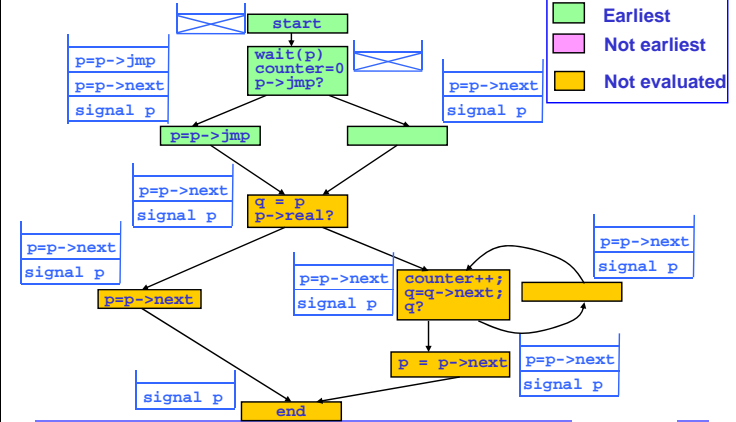 start
Earliest
Not earliest
Not evaluated
wait(p)
counter=0
p->jmp?
p=p->jmp
p=p->next
signal p
p=p->next
signal p
p=p->jmp
p=p->next
signal p
q = p
p->real?
p=p->next
signal p
p=p->next
signal p
p=p->next
signal p
counter++;
q=q->next;
q?
p=p->next
p = p->next
p=p->next
signal p
signal p
end